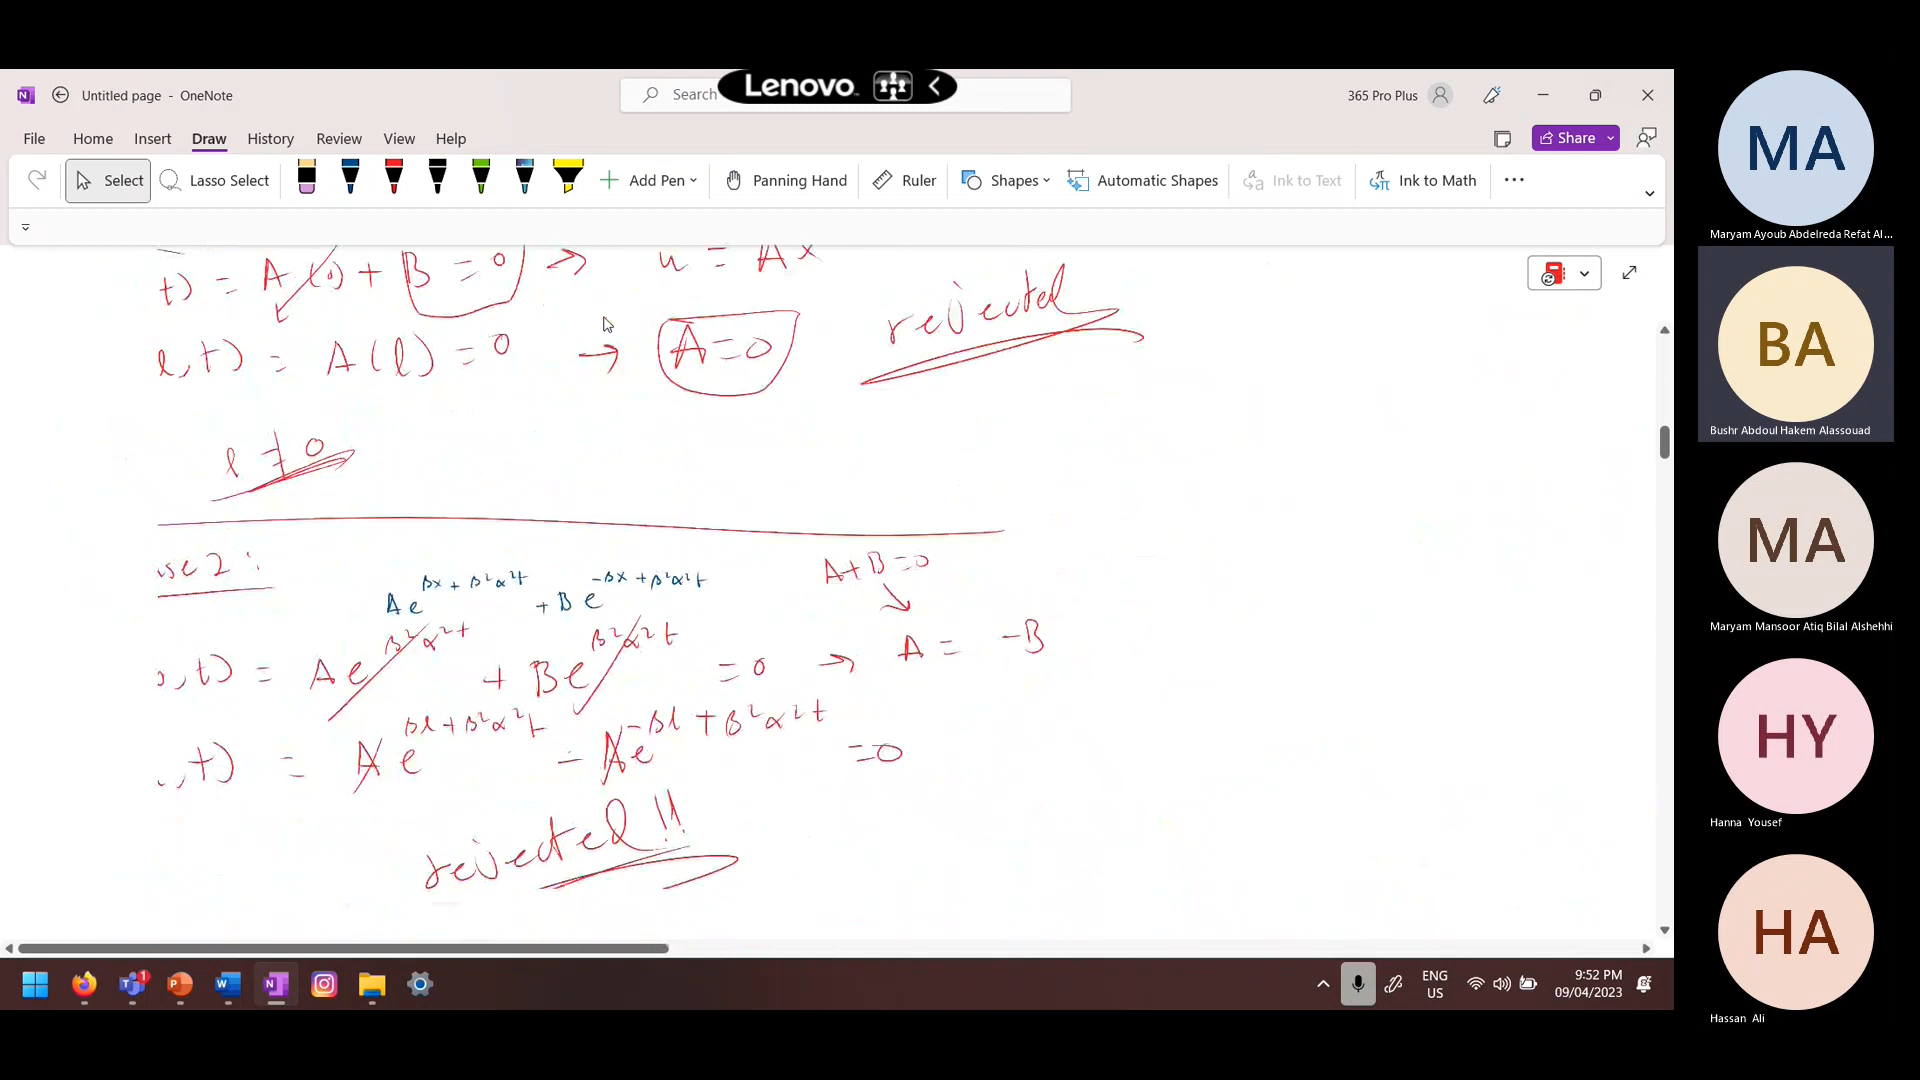 Lenovo
Untitled page - OneNote
Search
365 Pro Plus
File Home Insert Draw History Review View Help
Share
Select Lasso Select Add Pen Panning Hand Ruler Shapes Automatic Shapes Ink to Text Ink to Math
t) = A (0) + B = 0 → u = Ax
rejected
l,t) = A(l) = 0 → A=0
l ≠ 0
se 2:
A+B=0
Ae^{βx + β²α²t} + Be^{-βx + β²α²t}
,t) = Ae^{β²α²t} + Be^{β²α²t} = 0 → A = -B
,t) = Ae^{βl + β²α²t} - Ae^{-βl + β²α²t} = 0
rejected !!
ENG
US
9:52 PM
09/04/2023
MA
Maryam Ayoub Abdelreda Refat Al...
BA
Bushr Abdoul Hakem Alassouad
MA
Maryam Mansoor Atiq Bilal Alshehhi
HY
Hanna Yousef
HA
Hassan Ali